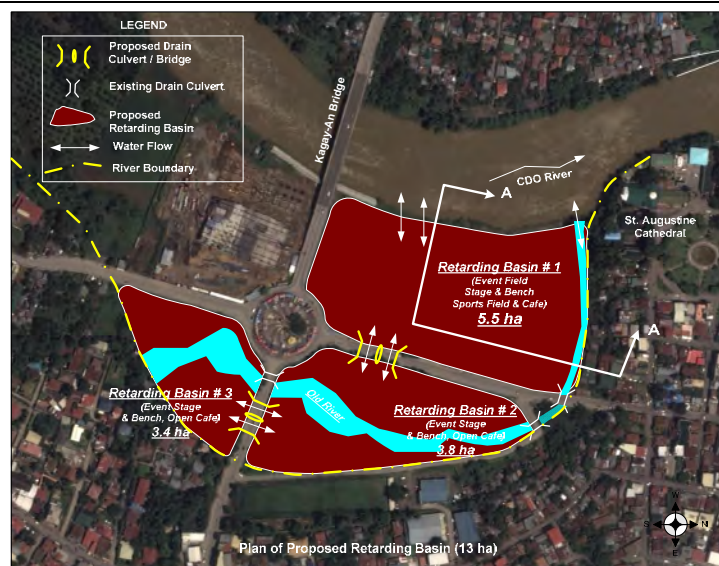 LEGEND
Proposed Drain
Culvert / Bridge
Existing Drain Culvert
Proposed
Retarding Basin
Water Flow
River Boundary
Kagay-An Bridge
A
CDO River
St. Augustine
Cathedral
Retarding Basin # 1
(Event Field
Stage & Bench
Sports Field & Cafe)
5.5 ha
A
Retarding Basin # 3
(Event Stage
& Bench, Open Cafe)
3.4 ha
Old River
Retarding Basin # 2
(Event Stage
& Bench, Open Cafe)
3.8 ha
W
S
N
E
Plan of Proposed Retarding Basin (13 ha)